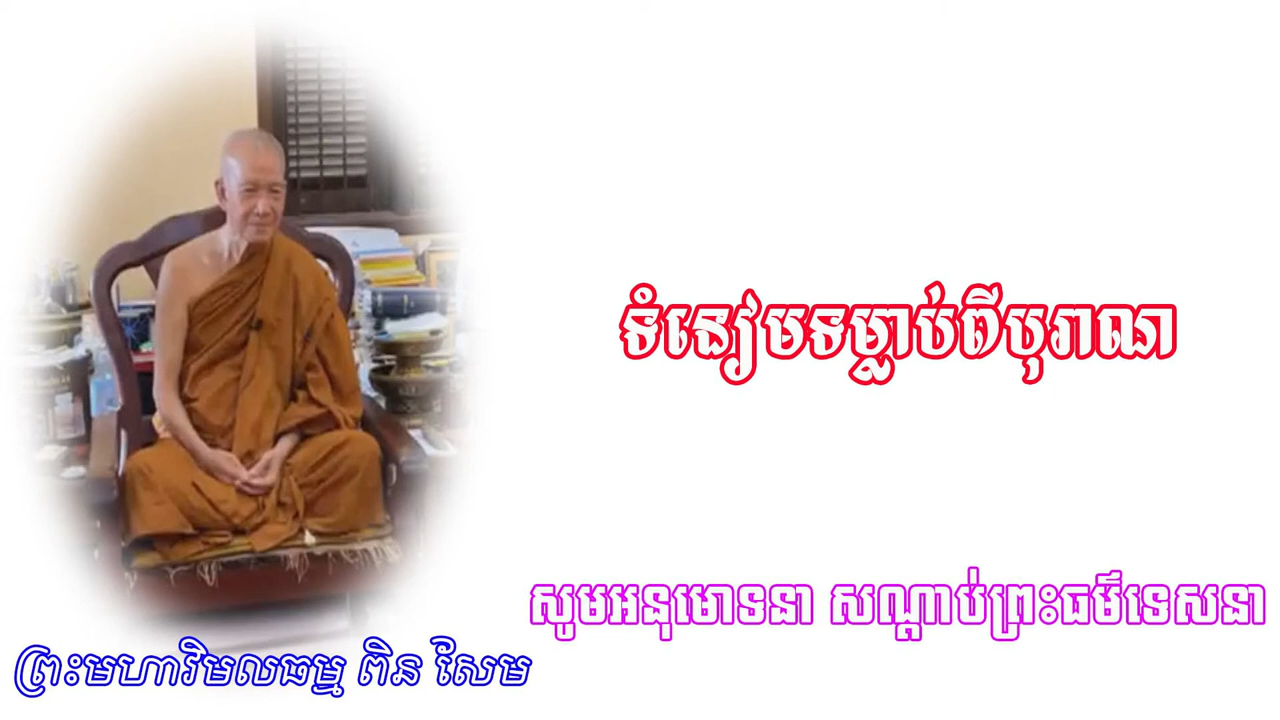 ទំនៀមទម្លាប់ពីបុរាណ
សូមអនុមោទនា សណ្ដាប់ព្រះធម៌ទេសនា
ព្រះមហាវិមលធម្ម ពិន សែម